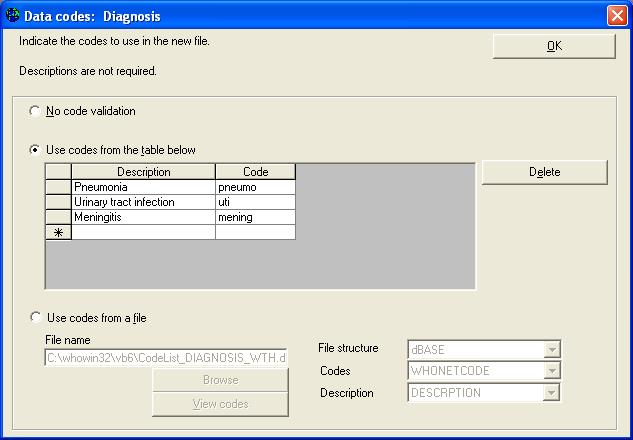 Data codes:  Diagnosis
Indicate the codes to use in the new file.
OK
Descriptions are not required.
No code validation
Use codes from the table below
Description Code
Pneumonia pneumo
Urinary tract infection uti
Meningitis mening
*
Delete
Use codes from a file
File name
C:\whowin32\vb6\CodeList_DIAGNOSIS_WTH.d
Browse
View codes
File structure dBASE
Codes WHONETCODE
Description DESCRPTION